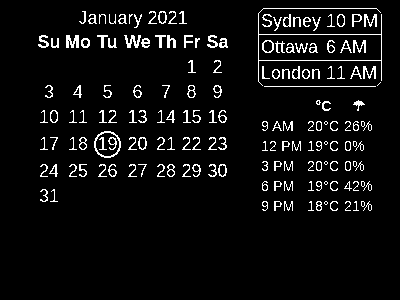 January 2021
Su Mo Tu We Th Fr Sa
1 2
3 4 5 6 7 8 9
10 11 12 13 14 15 16
17 18 19 20 21 22 23
24 25 26 27 28 29 30
31
Sydney 10 PM
Ottawa 6 AM
London 11 AM
°C ☂
9 AM 20°C 26%
12 PM 19°C 0%
3 PM 20°C 0%
6 PM 19°C 42%
9 PM 18°C 21%